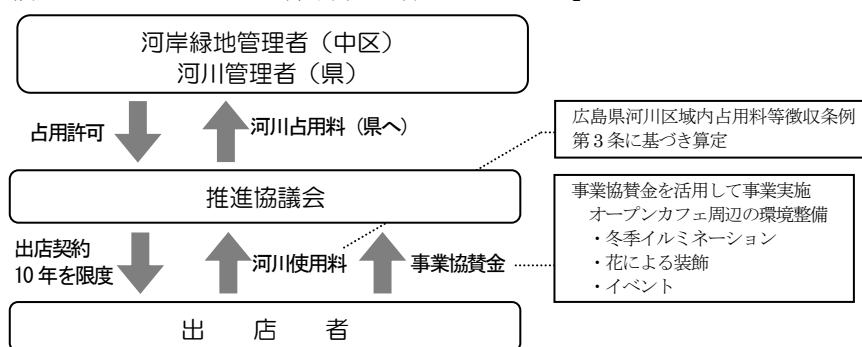 河岸緑地管理者（中区）
河川管理者（県）
占用許可
河川占用料（県へ）
広島県河川区域内占用料等徴収条例
第3条に基づき算定
推進協議会
出店契約
10年を限度
河川使用料
事業協賛金
事業協賛金を活用して事業実施
オープンカフェ周辺の環境整備
・冬季イルミネーション
・花による装飾
・イベント
出　店　者